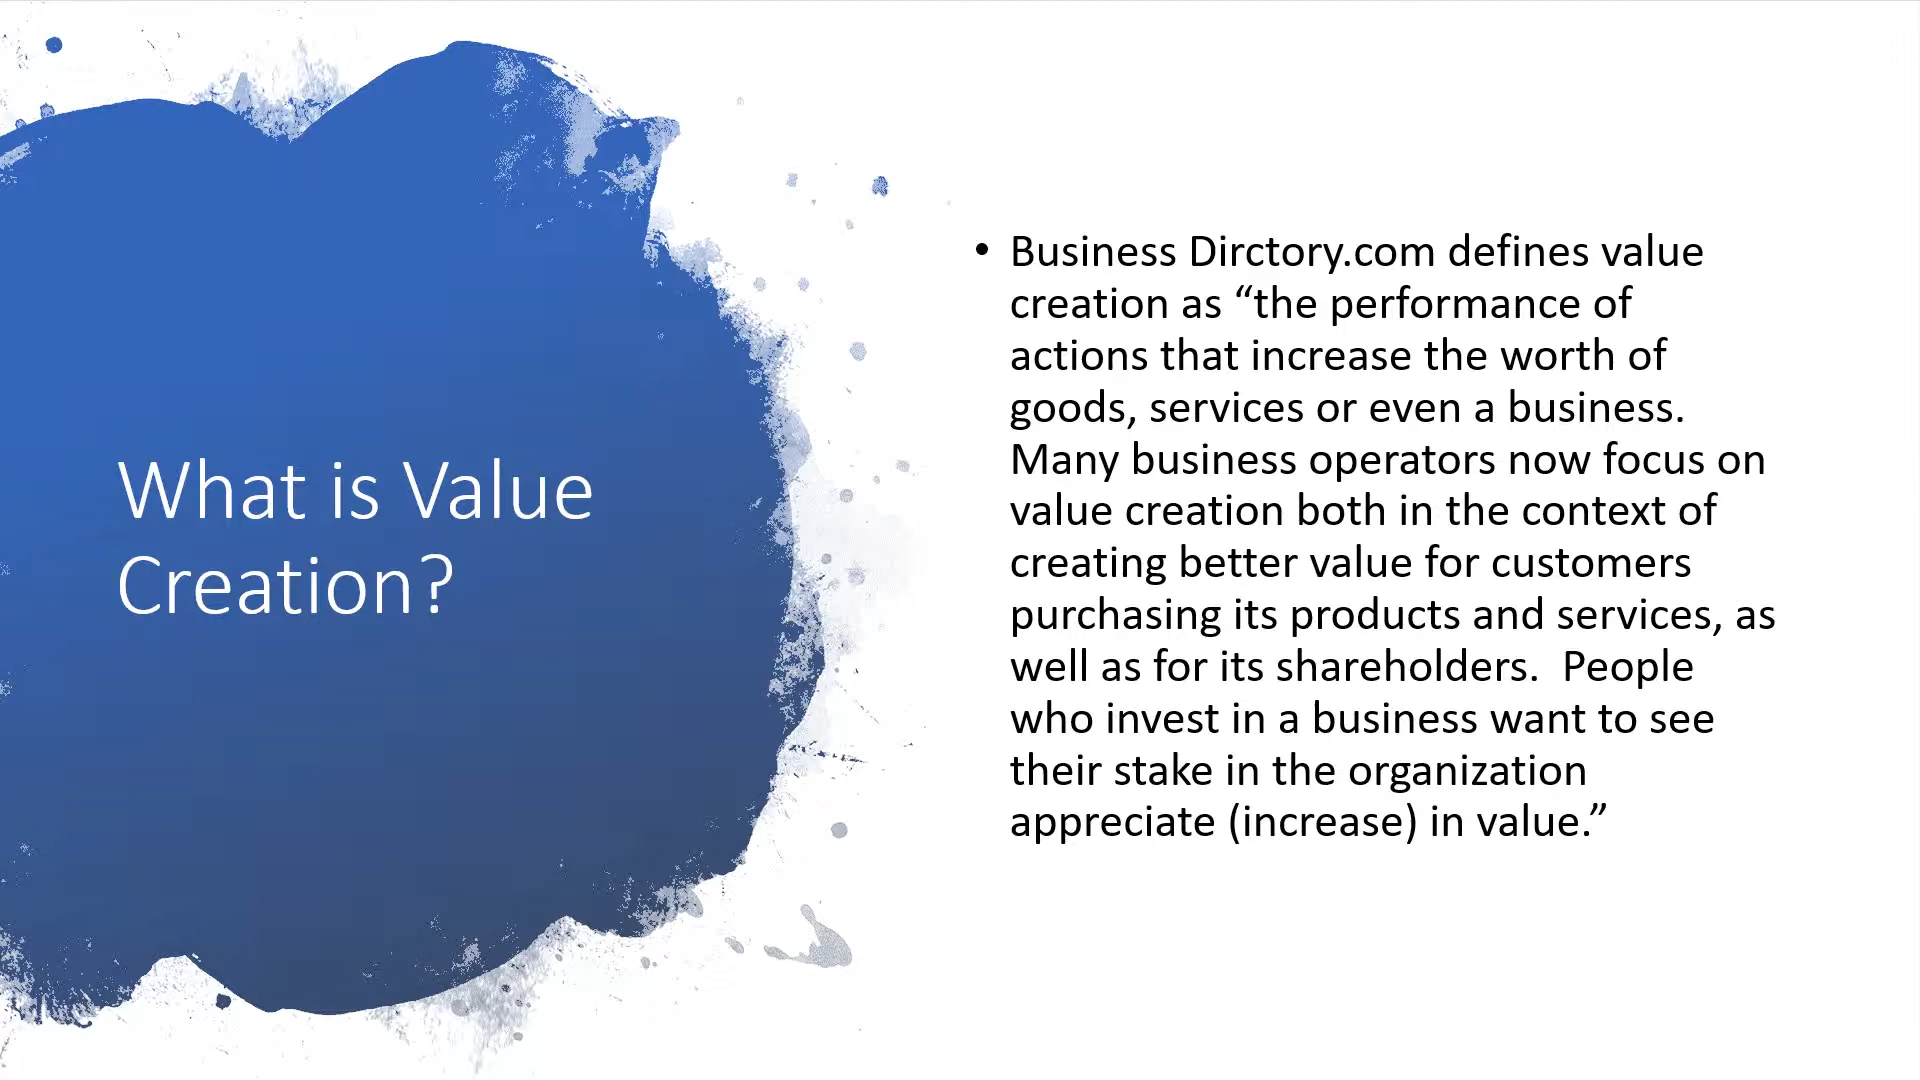 What is Value
Creation?
• Business Dirctory.com defines value
creation as “the performance of
actions that increase the worth of
goods, services or even a business.
Many business operators now focus on
value creation both in the context of
creating better value for customers
purchasing its products and services, as
well as for its shareholders.  People
who invest in a business want to see
their stake in the organization
appreciate (increase) in value.”